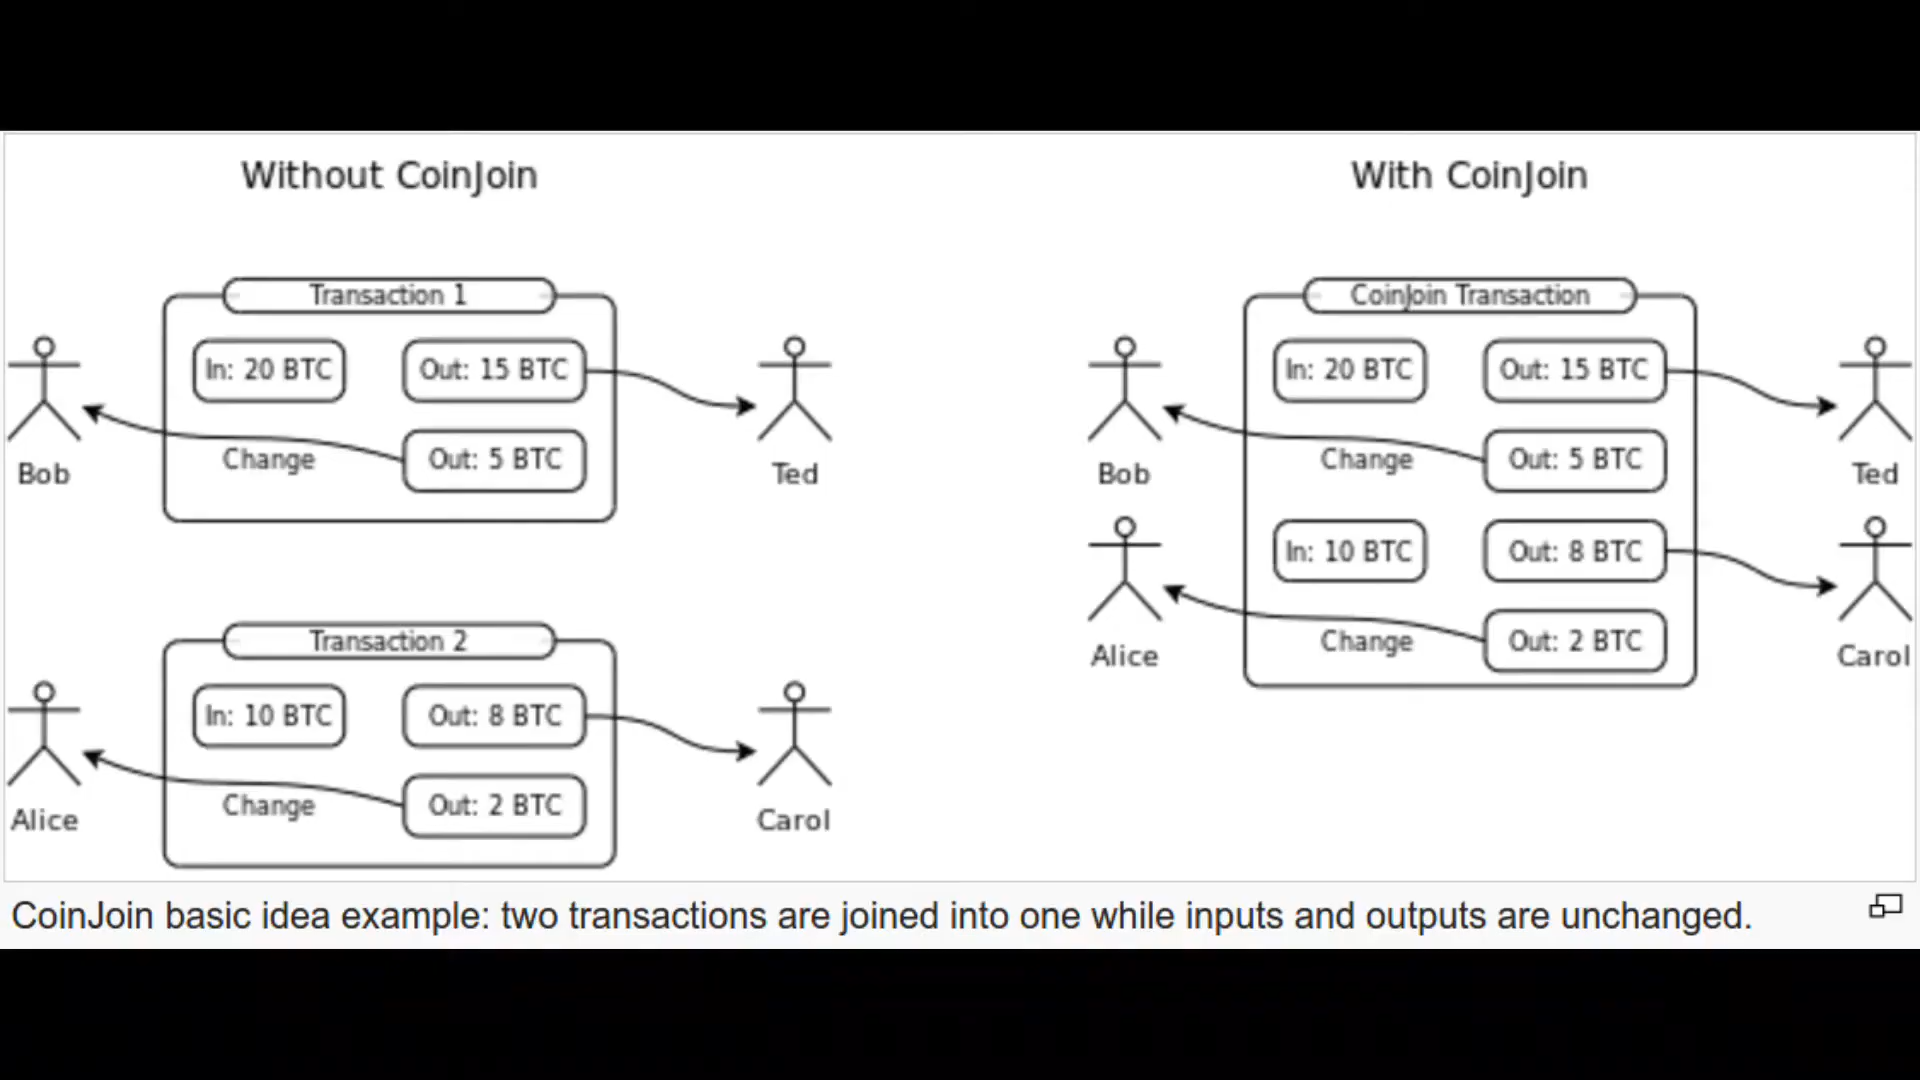 Without CoinJoin
Transaction 1
In: 20 BTC
Out: 15 BTC
Out: 5 BTC
Change
Bob
Ted
Transaction 2
In: 10 BTC
Out: 8 BTC
Out: 2 BTC
Change
Alice
Carol
With CoinJoin
CoinJoin Transaction
In: 20 BTC
Out: 15 BTC
Out: 5 BTC
Change
Bob
Ted
In: 10 BTC
Out: 8 BTC
Out: 2 BTC
Change
Alice
Carol
CoinJoin basic idea example: two transactions are joined into one while inputs and outputs are unchanged.